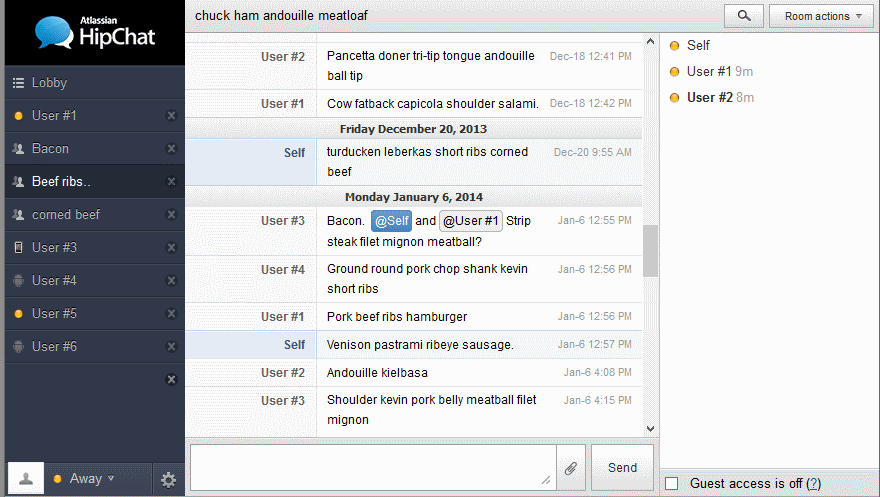 Atlassian
HipChat
Lobby
User #1
Bacon
Beef ribs..
corned beef
User #3
User #4
User #5
User #6
Away
chuck ham andouille meatloaf
Room actions
User #2 Pancetta doner tri-tip tongue andouille Dec-18 12:41 PM
ball tip
User #1 Cow fatback capicola shoulder salami. Dec-18 12:42 PM
Friday December 20, 2013
Self turducken leberkas short ribs corned Dec-20 9:55 AM
beef
Monday January 6, 2014
User #3 Bacon. @Self and @User #1 Strip Jan-6 12:55 PM
steak filet mignon meatball?
User #4 Ground round pork chop shank kevin Jan-6 12:56 PM
short ribs
User #1 Pork beef ribs hamburger Jan-6 12:56 PM
Self Venison pastrami ribeye sausage. Jan-6 12:57 PM
User #2 Andouille kielbasa Jan-6 4:08 PM
User #3 Shoulder kevin pork belly meatball filet Jan-6 4:15 PM
mignon
Send
Self
User #1 9m
User #2 8m
Guest access is off (?)